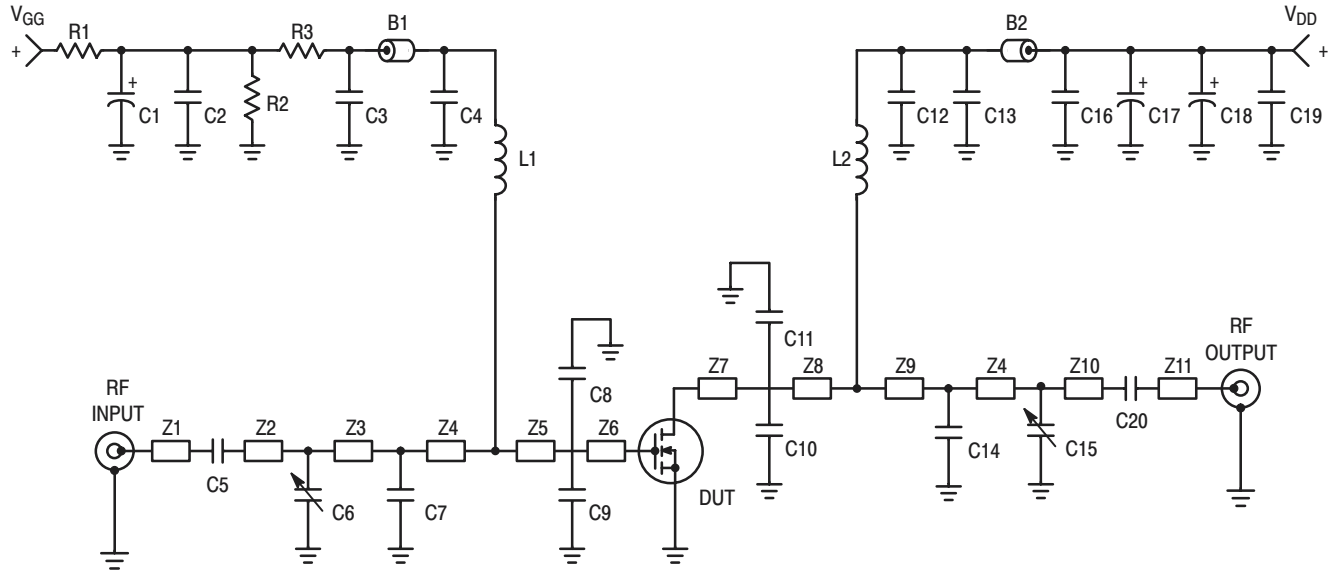 VGG
+
R1
R3
B1
+
C1
C2
R2
C3
C4
L1
B2
VDD
+
C12
C13
C16
+
C17
+
C18
C19
L2
RF
INPUT
Z1
C5
Z2
C6
Z3
C7
Z4
Z5
C8
C9
Z6
DUT
Z7
C11
C10
Z8
Z9
C14
Z4
C15
Z10
C20
Z11
RF
OUTPUT